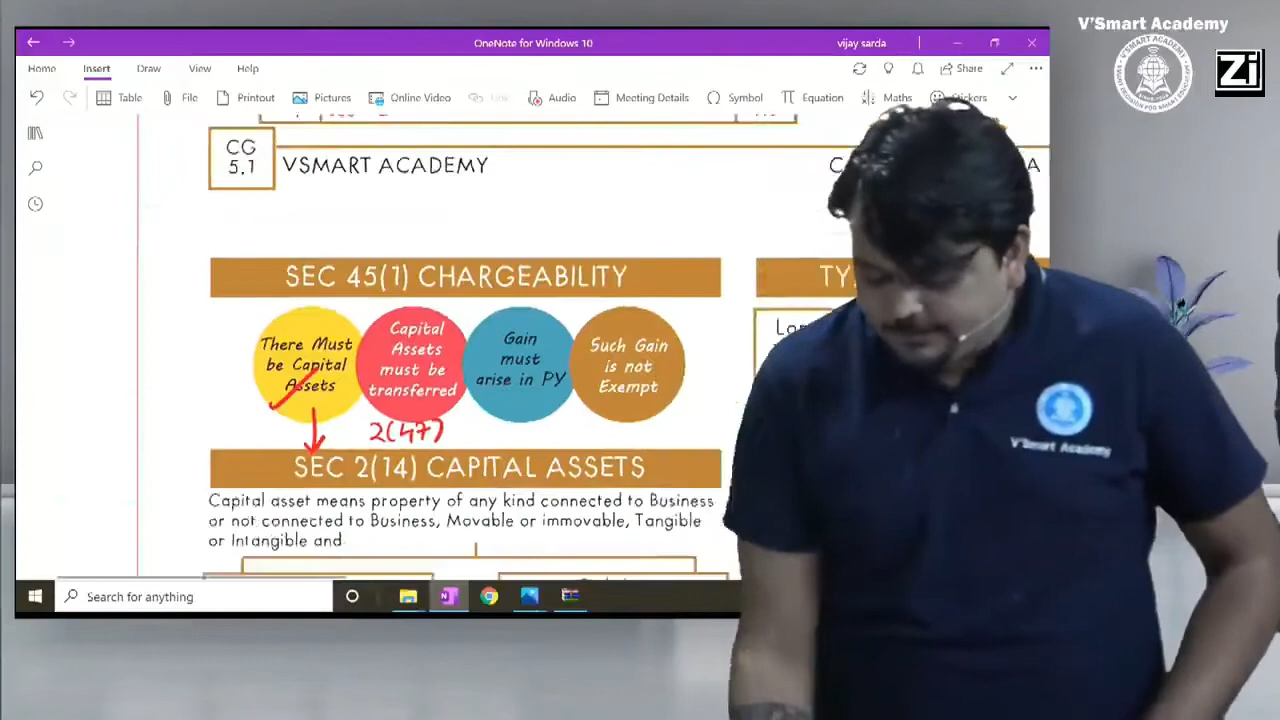 V'Smart Academy
OneNote for Windows 10
vijay sarda
Home Insert Draw View Help
Share
Table File Printout Pictures Online Video Link Audio Meeting Details Symbol Equation Maths Stickers
CG
5.1
VSMART ACADEMY
SEC 45(1) CHARGEABILITY
There Must
be Capital
Assets
Capital
Assets
must be
transferred
Gain
must
arise in PY
Such Gain
is not
Exempt
2(47)
SEC 2(14) CAPITAL ASSETS
Capital asset means property of any kind connected to Business
or not connected to Business, Movable or immovable, Tangible
or Intangible and
Search for anything
Zi
V'Smart Academy